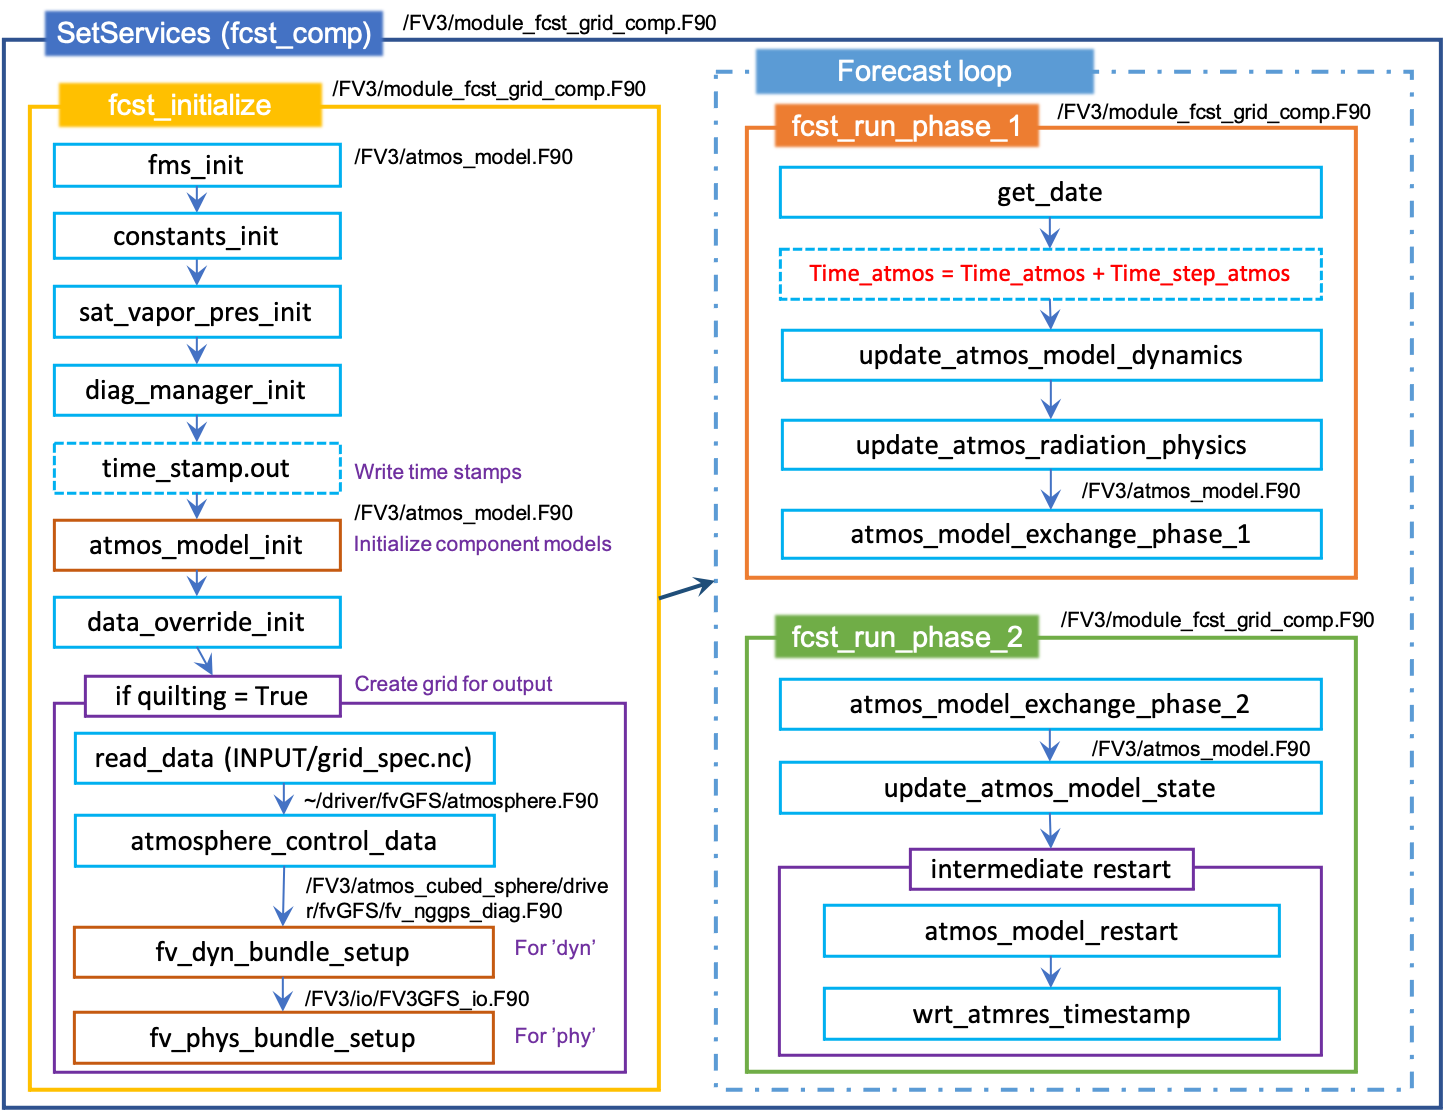 SetServices (fcst_comp)
/FV3/module_fcst_grid_comp.F90
fcst_initialize
/FV3/module_fcst_grid_comp.F90
fms_init
/FV3/atmos_model.F90
constants_init
sat_vapor_pres_init
diag_manager_init
time_stamp.out
Write time stamps
/FV3/atmos_model.F90
atmos_model_init
Initialize component models
data_override_init
if quilting = True
Create grid for output
read_data (INPUT/grid_spec.nc)
~/driver/fvGFS/atmosphere.F90
atmosphere_control_data
/FV3/atmos_cubed_sphere/drive
r/fvGFS/fv_nggps_diag.F90
fv_dyn_bundle_setup
For ’dyn’
/FV3/io/FV3GFS_io.F90
fv_phys_bundle_setup
For ’phy’
Forecast loop
fcst_run_phase_1
/FV3/module_fcst_grid_comp.F90
get_date
Time_atmos = Time_atmos + Time_step_atmos
update_atmos_model_dynamics
update_atmos_radiation_physics
/FV3/atmos_model.F90
atmos_model_exchange_phase_1
fcst_run_phase_2
/FV3/module_fcst_grid_comp.F90
atmos_model_exchange_phase_2
/FV3/atmos_model.F90
update_atmos_model_state
intermediate restart
atmos_model_restart
wrt_atmres_timestamp